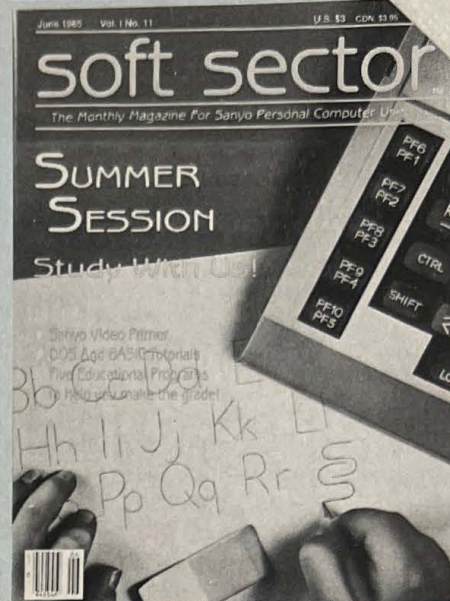 June 1985 Vol. I No. 11 U.S. $3 CDN. $3.95
soft sector
The Monthly Magazine For Sanyo Personal Computer
SUMMER
SESSION
Study With Us!
Sanyo Video Primer
DOS And BASIC Tutorials
Five Educational Programs
to help you make the grade!
PF6
PF1
PF7
PF2
PF8
PF3
PF9
PF4
PF10
PF5
CTRL
SHIFT
LO
Bb
Hh Ii Jj Kk Ll
Pp Qq Rr S